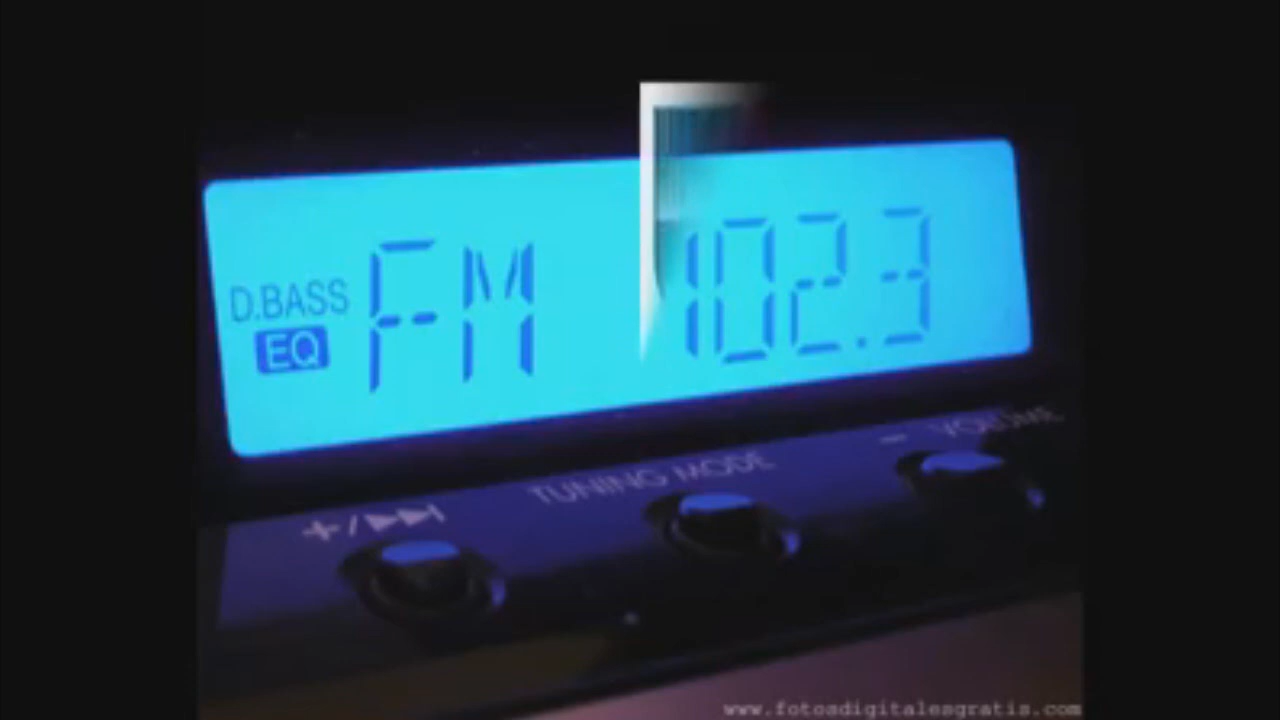 FM 102.3
D.BASS
EQ
- VOLUME
TUNING MODE
+/▶▶|
www.fotosdigitalesgratis.com